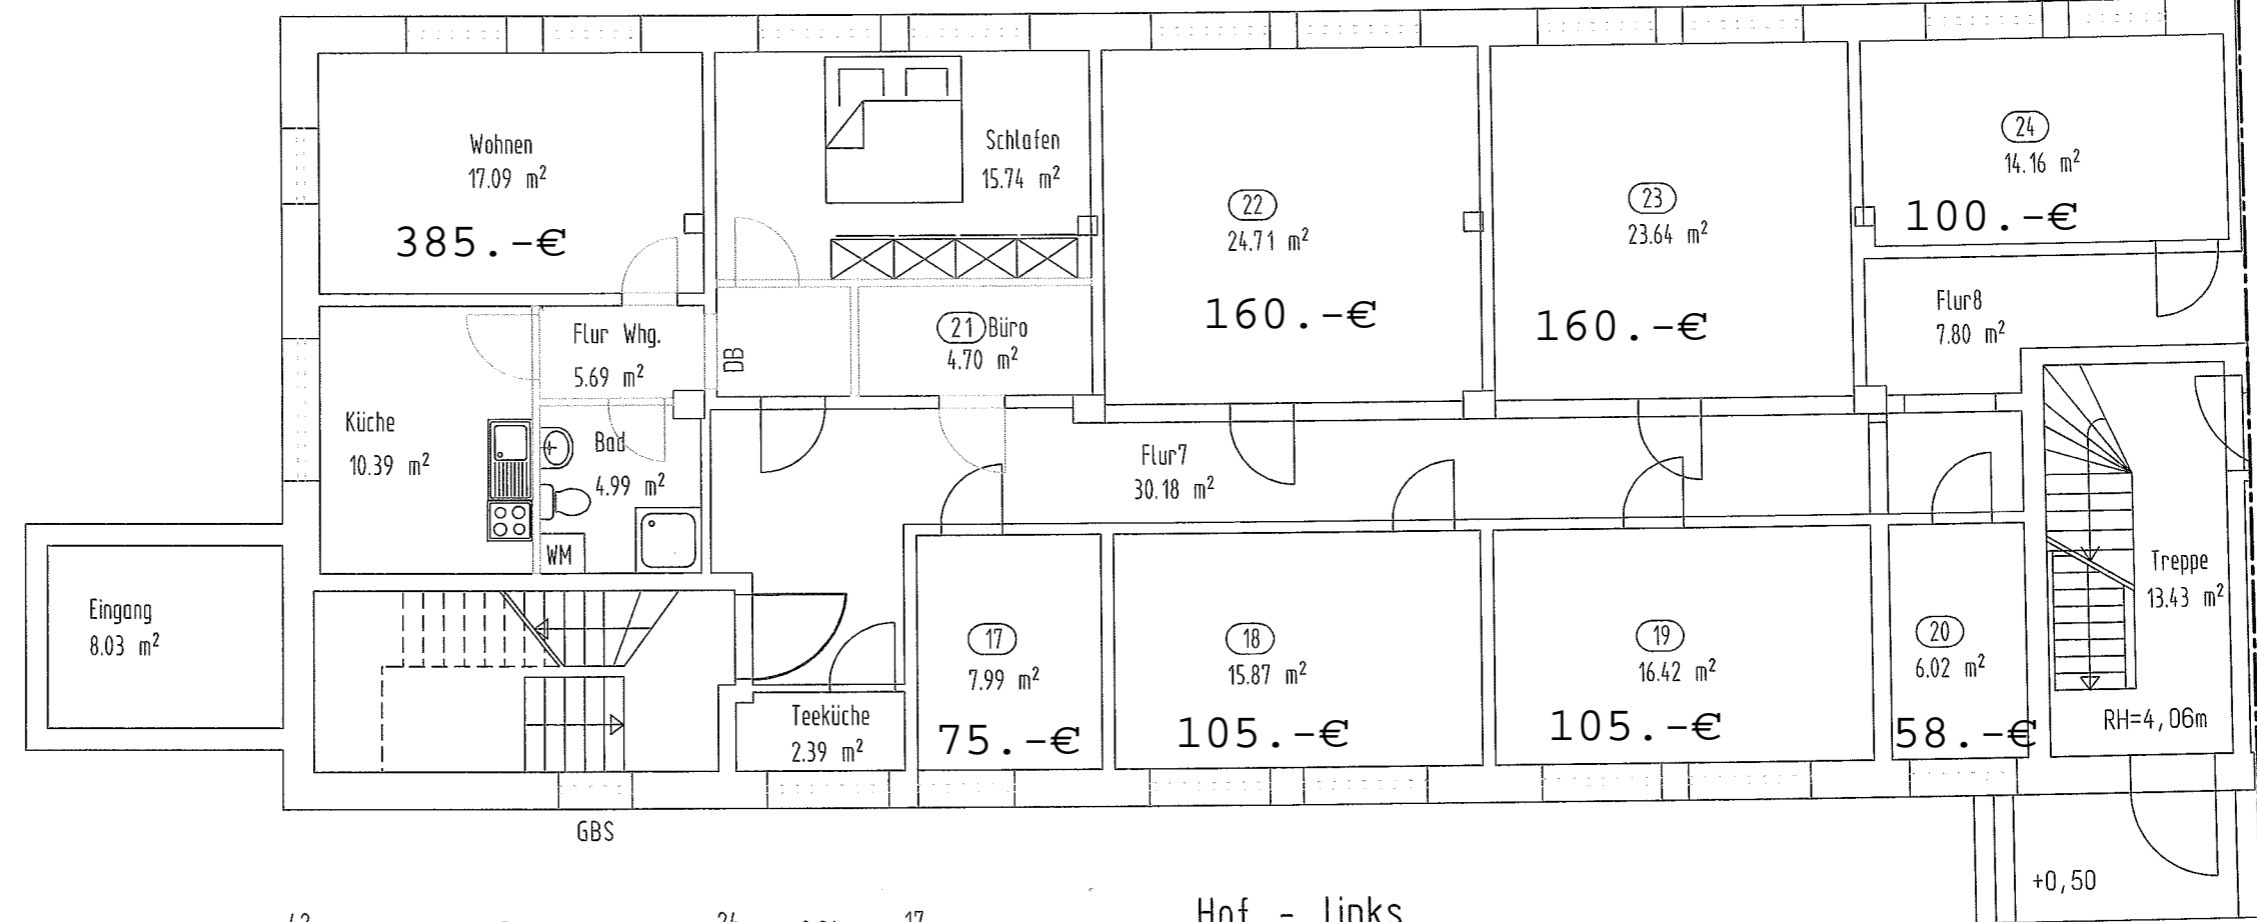 Wohnen
17.09 m²
385.-€
Schlafen
15.74 m²
22
24.71 m²
160.-€
23
23.64 m²
160.-€
24
14.16 m²
100.-€
Flur8
7.80 m²
Flur Whg.
5.69 m²
DB
21 Büro
4.70 m²
Küche
10.39 m²
Bad
4.99 m²
WM
Flur7
30.18 m²
Eingang
8.03 m²
Teeküche
2.39 m²
17
7.99 m²
75.-€
18
15.87 m²
105.-€
19
16.42 m²
105.-€
20
6.02 m²
58.-€
Treppe
13.43 m²
RH=4,06m
GBS
+0,50
Hof - links
17